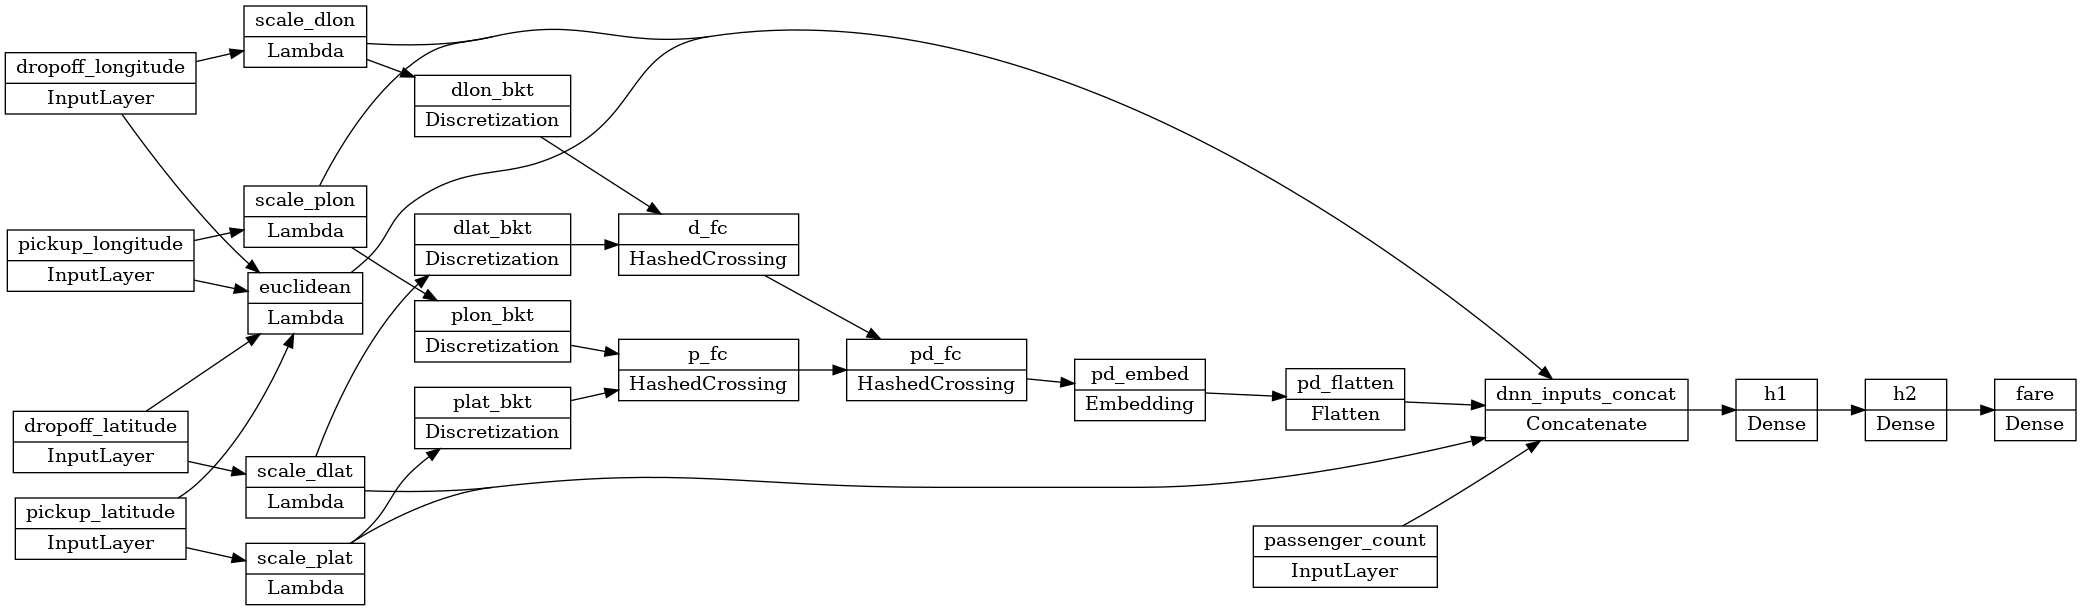 scale_dlon
Lambda
dropoff_longitude
InputLayer
dlon_bkt
Discretization
scale_plon
Lambda
pickup_longitude
InputLayer
dlat_bkt
Discretization
d_fc
HashedCrossing
euclidean
Lambda
plon_bkt
Discretization
p_fc
HashedCrossing
pd_fc
HashedCrossing
plat_bkt
Discretization
pd_embed
Embedding
pd_flatten
Flatten
dnn_inputs_concat
Concatenate
h1
Dense
h2
Dense
fare
Dense
dropoff_latitude
InputLayer
scale_dlat
Lambda
pickup_latitude
InputLayer
scale_plat
Lambda
passenger_count
InputLayer